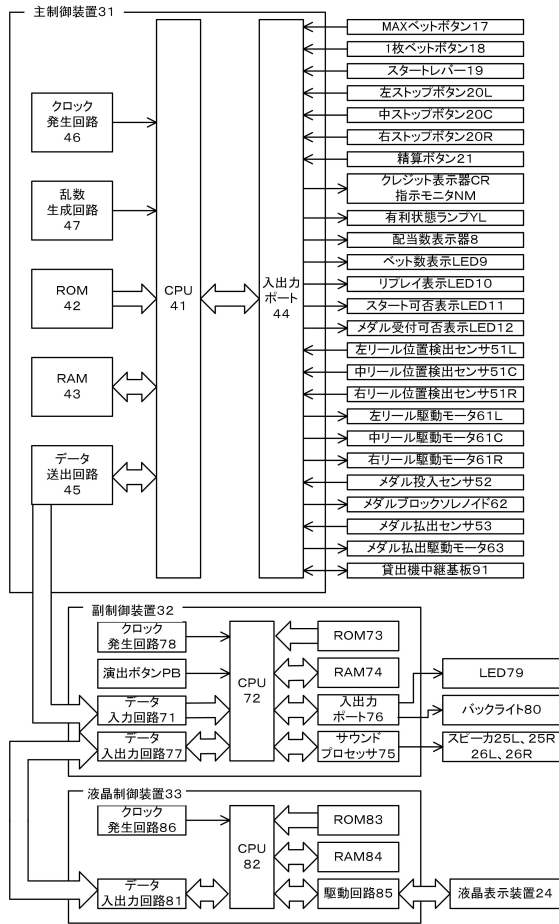 主制御装置31
クロック
発生回路
46
乱数
生成回路
47
ROM
42
RAM
43
データ
送出回路
45
CPU
41
入出力
ポート
44
MAXベットボタン17
1枚ベットボタン18
スタートレバー19
左ストップボタン20L
中ストップボタン20C
右ストップボタン20R
精算ボタン21
クレジット表示器CR
指示モニタNM
有利状態ランプYL
配当数表示器8
ベット数表示LED9
リプレイ表示LED10
スタート可否表示LED11
メダル受付可否表示LED12
左リール位置検出センサ51L
中リール位置検出センサ51C
右リール位置検出センサ51R
左リール駆動モータ61L
中リール駆動モータ61C
右リール駆動モータ61R
メダル投入センサ52
メダルブロックソレノイド62
メダル払出センサ53
メダル払出駆動モータ63
貸出機中継基板91
副制御装置32
クロック
発生回路78
演出ボタンPB
データ
入力回路71
データ
入出力回路77
CPU
72
ROM73
RAM74
入出力
ポート76
サウンド
プロセッサ75
LED79
バックライト80
スピーカ25L、25R
26L、26R
液晶制御装置33
クロック
発生回路86
データ
入出力回路81
CPU
82
ROM83
RAM84
駆動回路85
液晶表示装置24